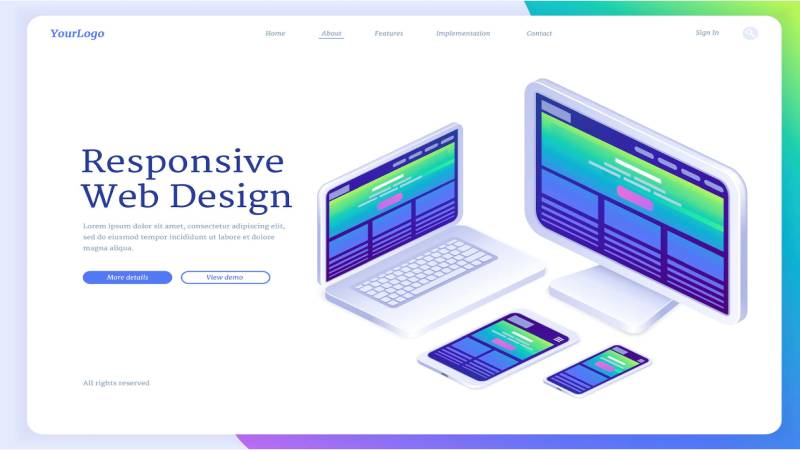 YourLogo
Home
About
Features
Implementation
Contact
Sign In
Responsive
Web Design
Lorem ipsum dolor sit amet, consectetur adipiscing elit,
sed do eiusmod tempor incididunt ut labore et dolore
magna aliqua.
More details
View demo
All rights reserved